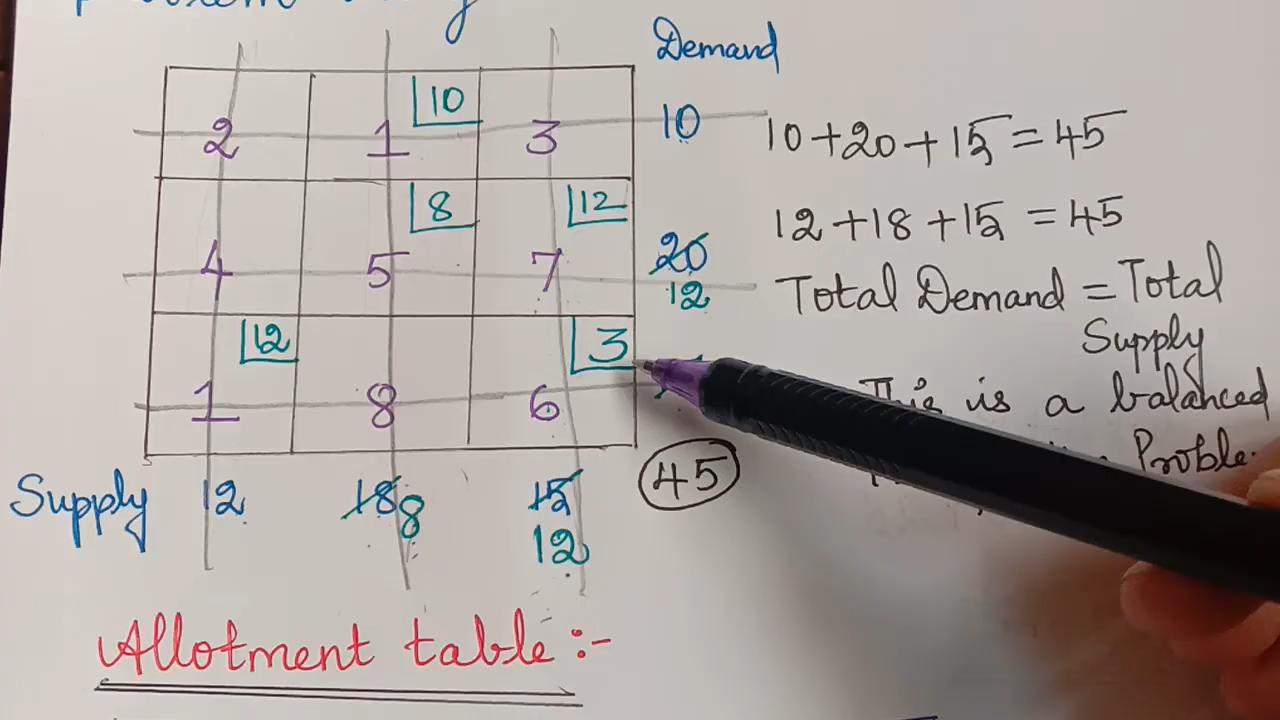 Demand
10
2 1 3 10
10+20+15=45
8 12
12+18+15=45
4 5 7 20
12
Total Demand = Total
Supply
12 3
1 8 6
This is a balanced
Proble
45
Supply 12 18 8 15
12
Allotment table :-